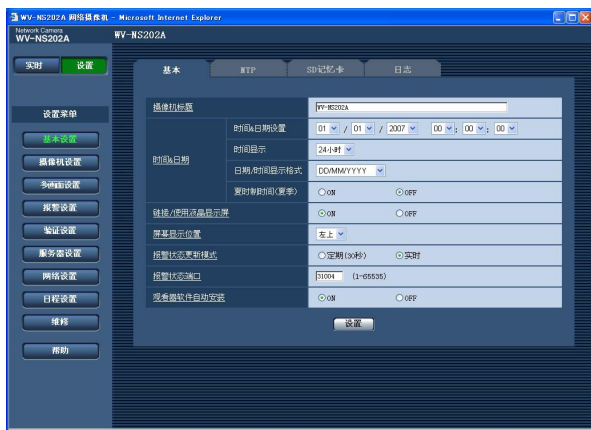 WV-NS202A 网络摄像机 - Microsoft Internet Explorer
Network Camera
WV-NS202A
WV-NS202A
实时 设置
基本 NTP SD记忆卡 日志
设置菜单
基本设置
摄像机设置
多画面设置
报警设置
验证设置
服务器设置
网络设置
日程设置
维修
帮助
摄像机标题 WV-NS202A
时间&日期
时间&日期设置 01 / 01 / 2007 00 : 00 : 00
时间显示 24小时
日期/时间显示格式 DD/MM/YYYY
夏时制时间(夏季) ON OFF
链接/使用液晶显示屏 ON OFF
屏幕显示位置 左上
报警状态更新模式 定期(30秒) 实时
报警状态端口 31004 (1-65535)
观看器软件自动安装 ON OFF
设置